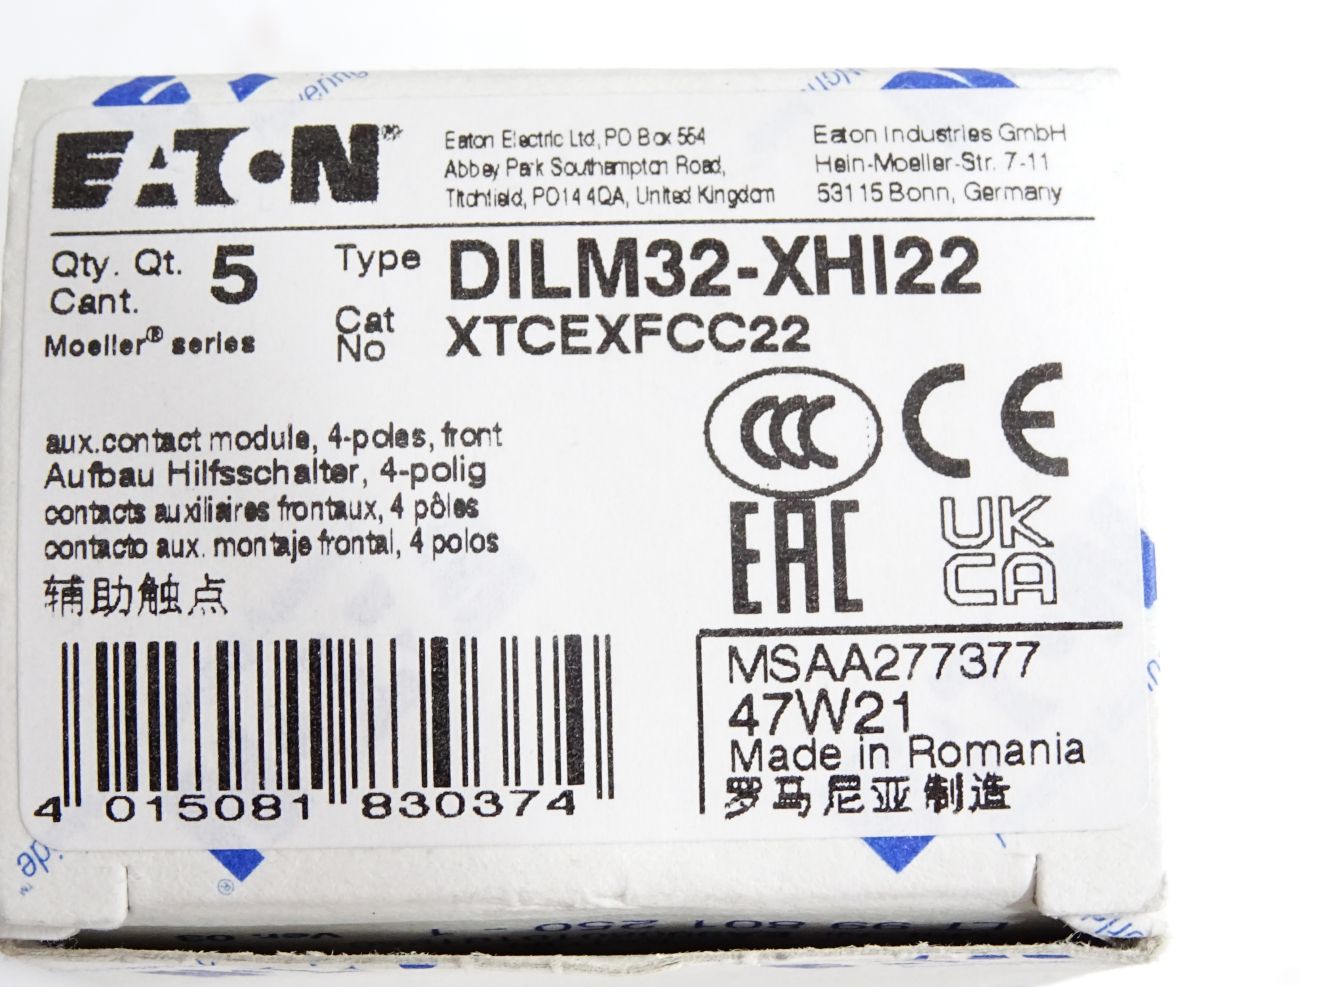 EATON®
Eaton Electric Ltd, PO Box 554
Abbey Park Southampton Road,
Titchfield, PO14 4QA, United Kingdom
Eaton Industries GmbH
Hein-Moeller-Str. 7-11
53115 Bonn, Germany
Qty. Qt. 5
Cant.
Moeller® series
Type DILM32-XHI22
Cat No XTCEXFCC22
aux.contact module, 4-poles, front
Aufbau Hilfsschalter, 4-polig
contacts auxiliaires frontaux, 4 pôles
contacto aux. montaje frontal, 4 polos
辅助触点
CCC CE
EAC UK
CA
4 015081 830374
MSAA277377
47W21
Made in Romania
罗马尼亚制造